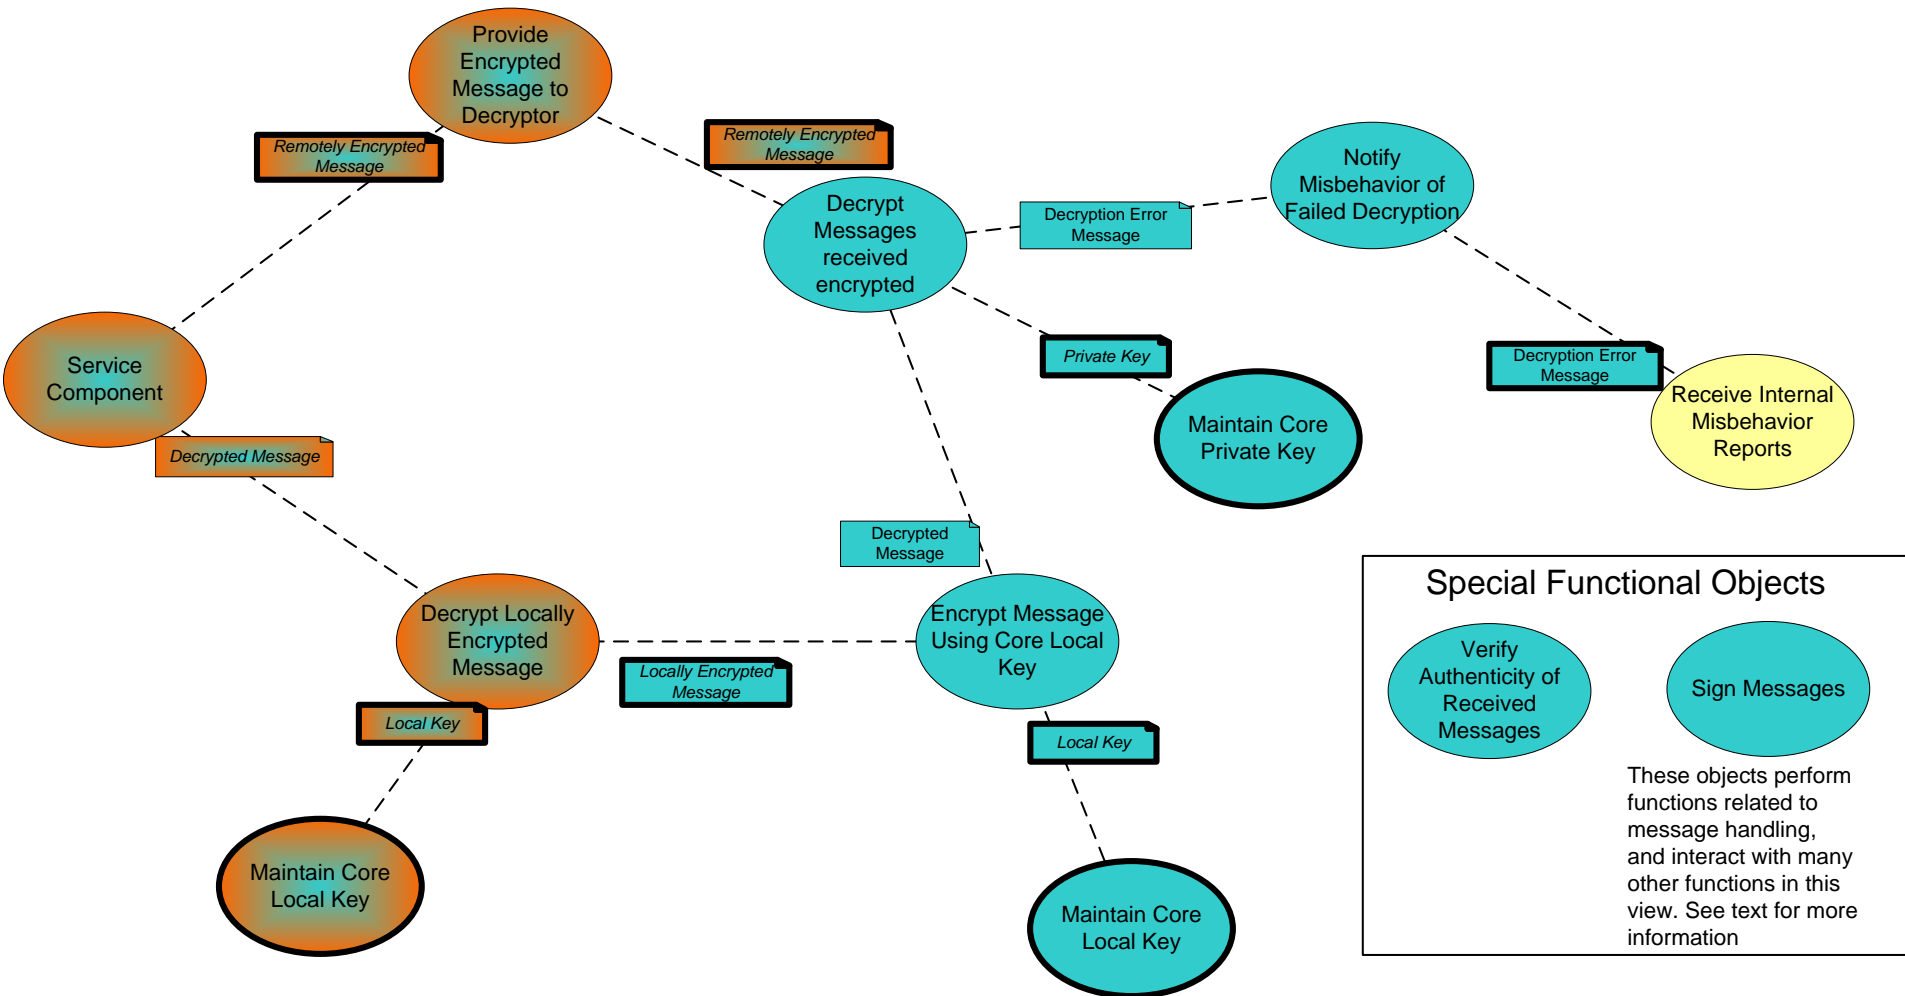 Provide
Encrypted
Message to
Decryptor
Remotely Encrypted
Message
Remotely Encrypted
Message
Notify
Misbehavior of
Failed Decryption
Decrypt
Messages
received
encrypted
Decryption Error
Message
Service
Component
Private Key
Decryption Error
Message
Maintain Core
Private Key
Receive Internal
Misbehavior
Reports
Decrypted Message
Decrypted
Message
Decrypt Locally
Encrypted
Message
Locally Encrypted
Message
Encrypt Message
Using Core Local
Key
Local Key
Local Key
Maintain Core
Local Key
Maintain Core
Local Key
Special Functional Objects
Verify
Authenticity of
Received
Messages
Sign Messages
These objects perform
functions related to
message handling,
and interact with many
other functions in this
view. See text for more
information